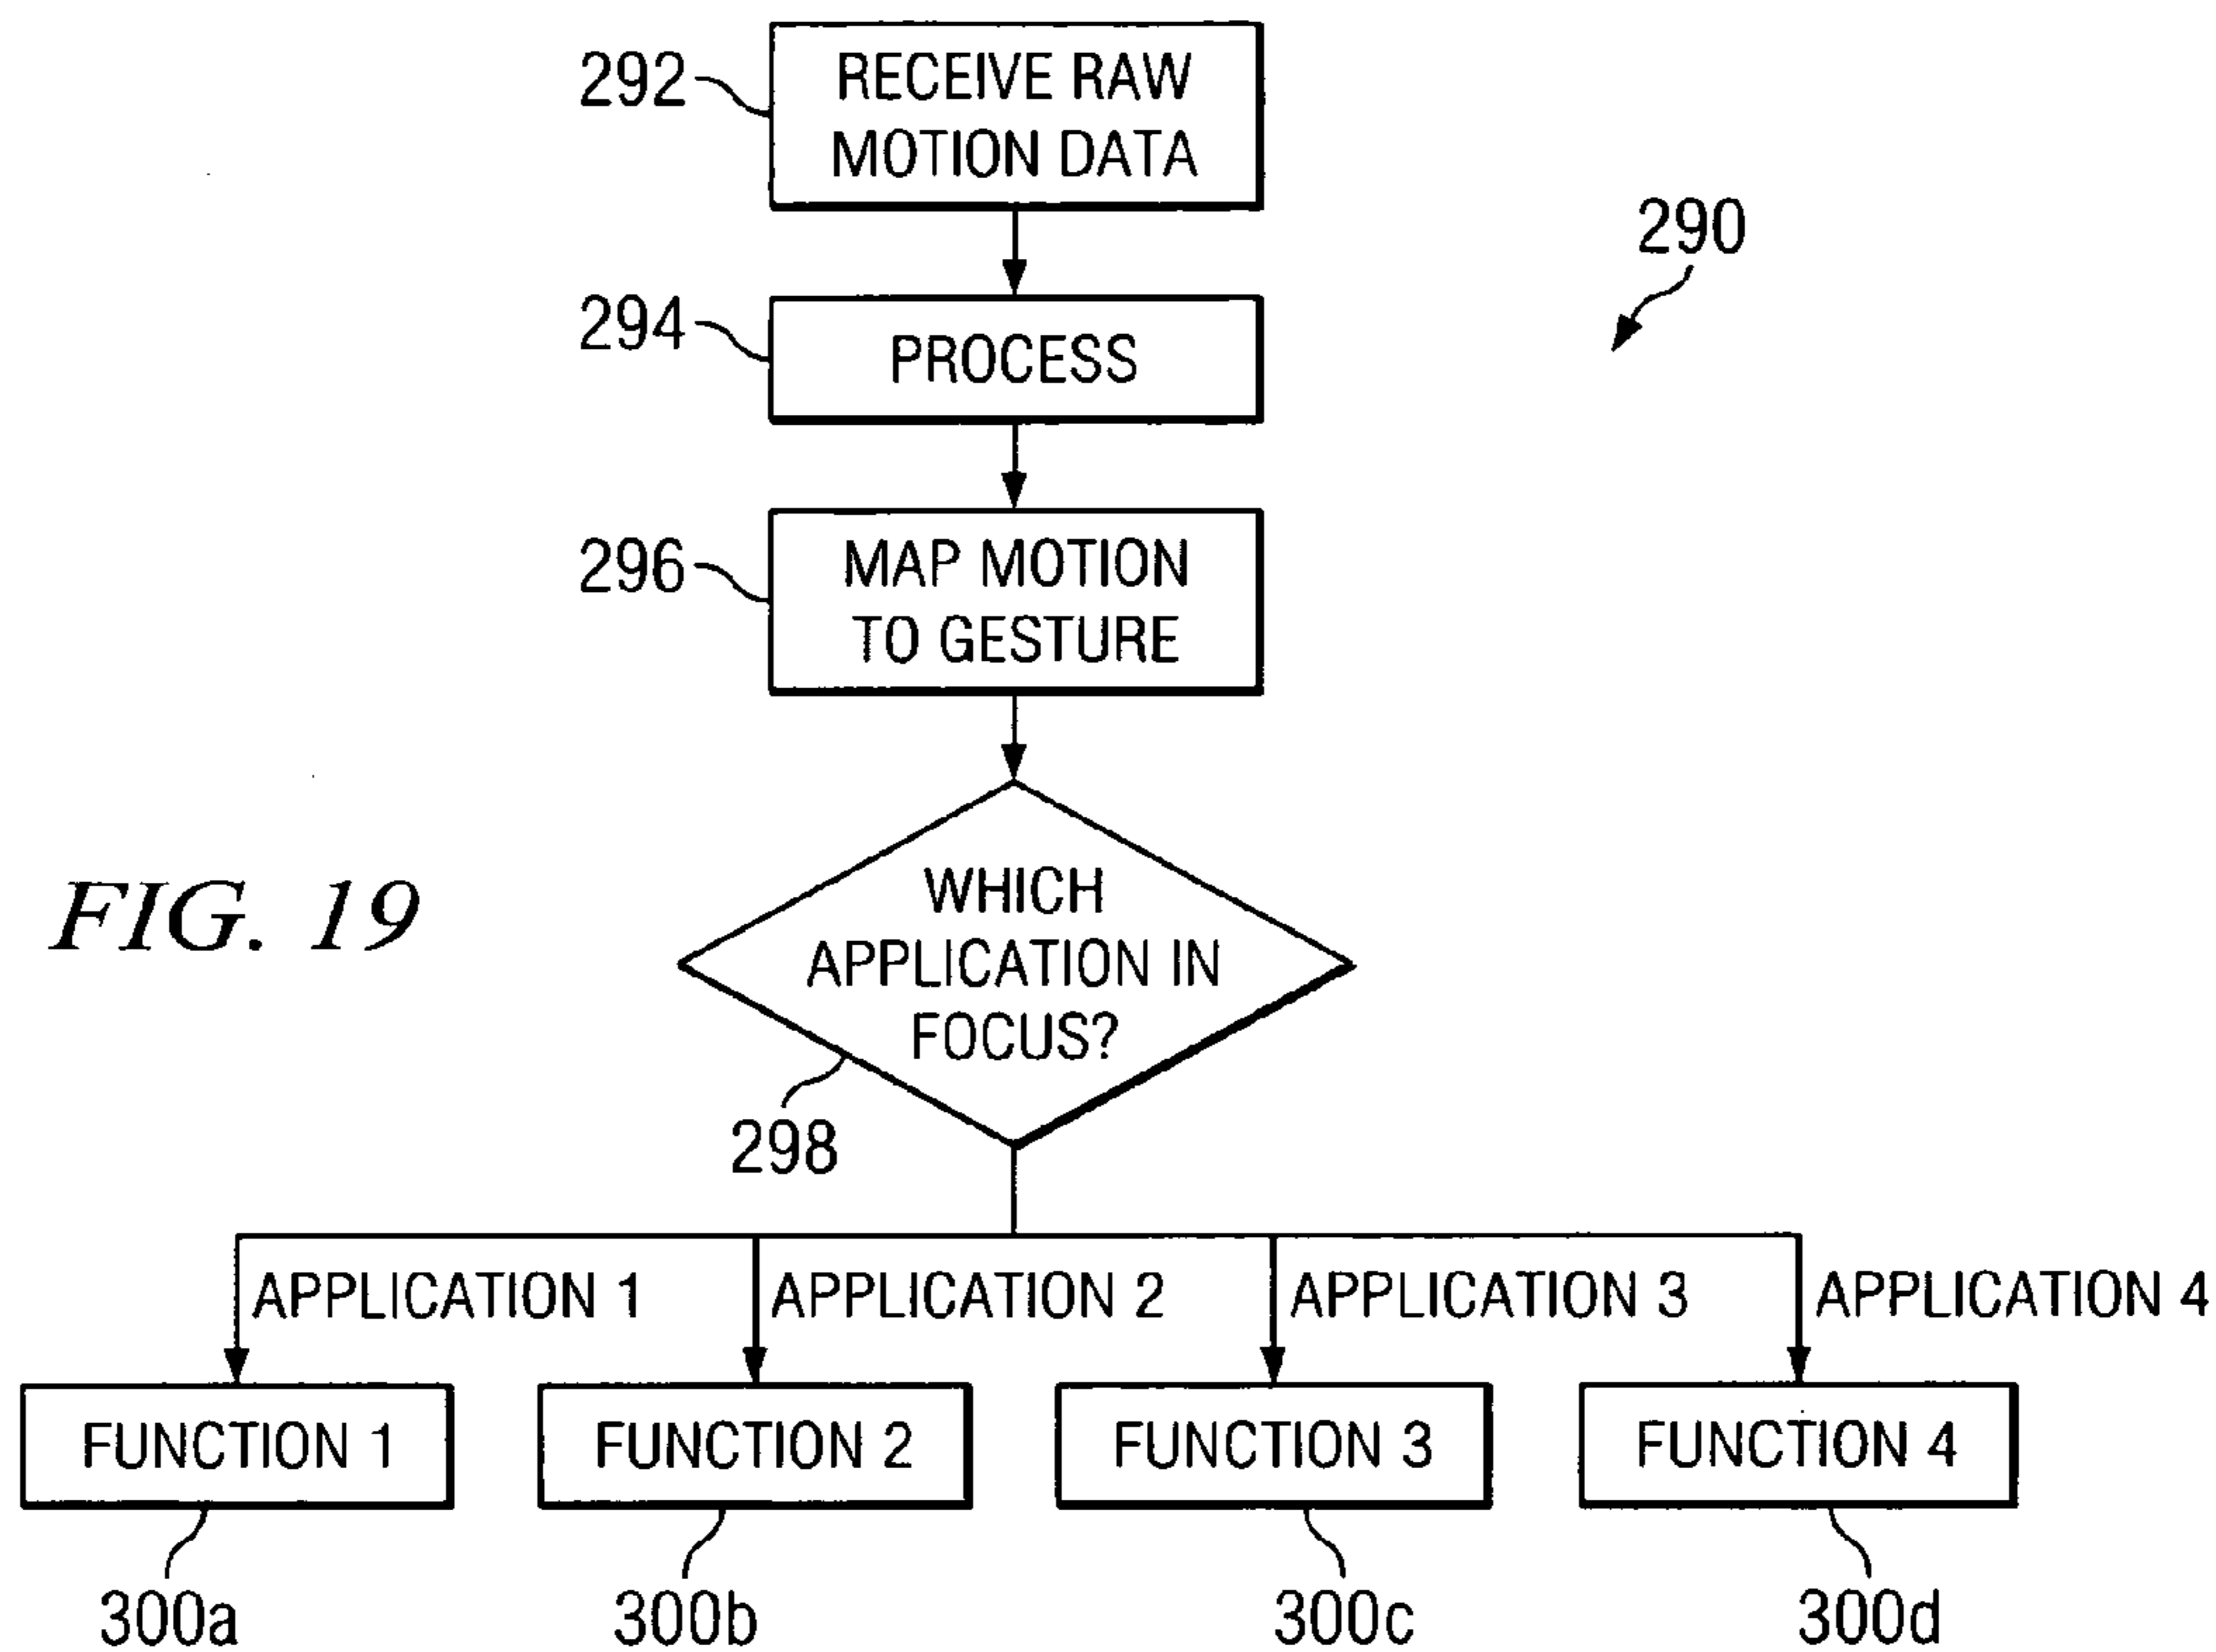 292
RECEIVE RAW
MOTION DATA
290
294
PROCESS
296
MAP MOTION
TO GESTURE
FIG. 19
WHICH
APPLICATION IN
FOCUS?
298
APPLICATION 1
APPLICATION 2
APPLICATION 3
APPLICATION 4
FUNCTION 1
FUNCTION 2
FUNCTION 3
FUNCTION 4
300a
300b
300c
300d